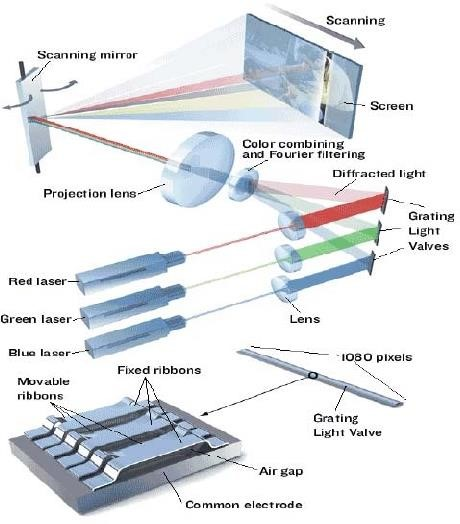 Scanning
Scanning mirror
Screen
Color combining
and Fourier filtering
Diffracted light
Projection lens
Grating
Light
Valves
Red laser
Green laser
Lens
Blue laser
1080 pixels
Fixed ribbons
Movable
ribbons
Grating
Light Valve
Air gap
Common electrode